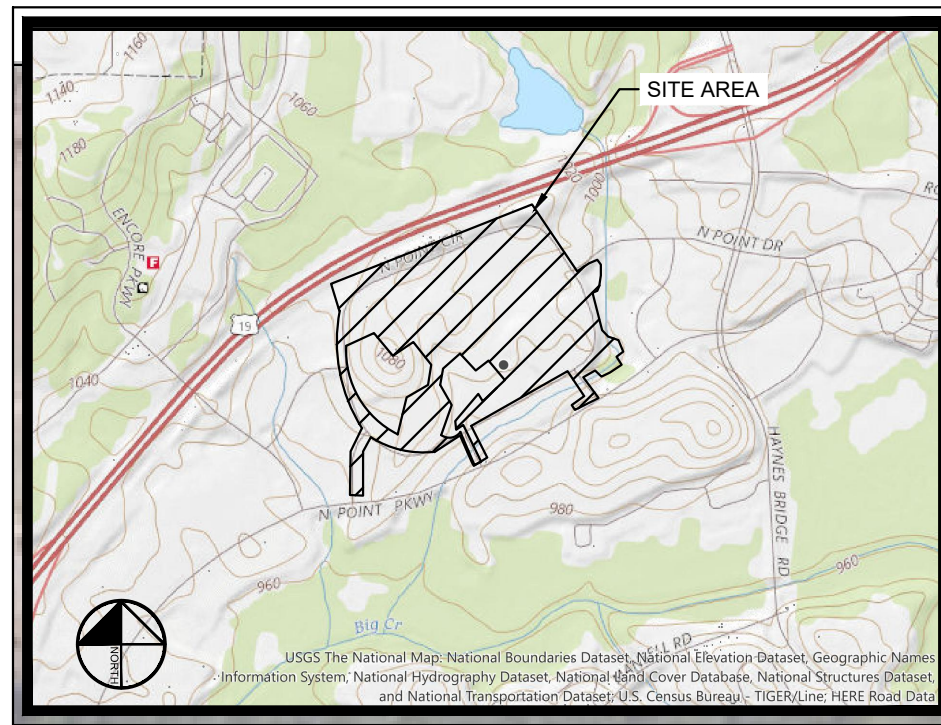 1160
1140
1180
1060
SITE AREA
1020
1000
N POINT DR
ENCORE PKWY
F
N POINT CIR
19
1080
1040
HAYNES BRIDGE RD
N POINT PKWY
980
960
960
Big Cr
NORTH
MANSELL RD
USGS The National Map: National Boundaries Dataset, National Elevation Dataset, Geographic Names
Information System, National Hydrography Dataset, National Land Cover Database, National Structures Dataset,
and National Transportation Dataset; U.S. Census Bureau - TIGER/Line; HERE Road Data